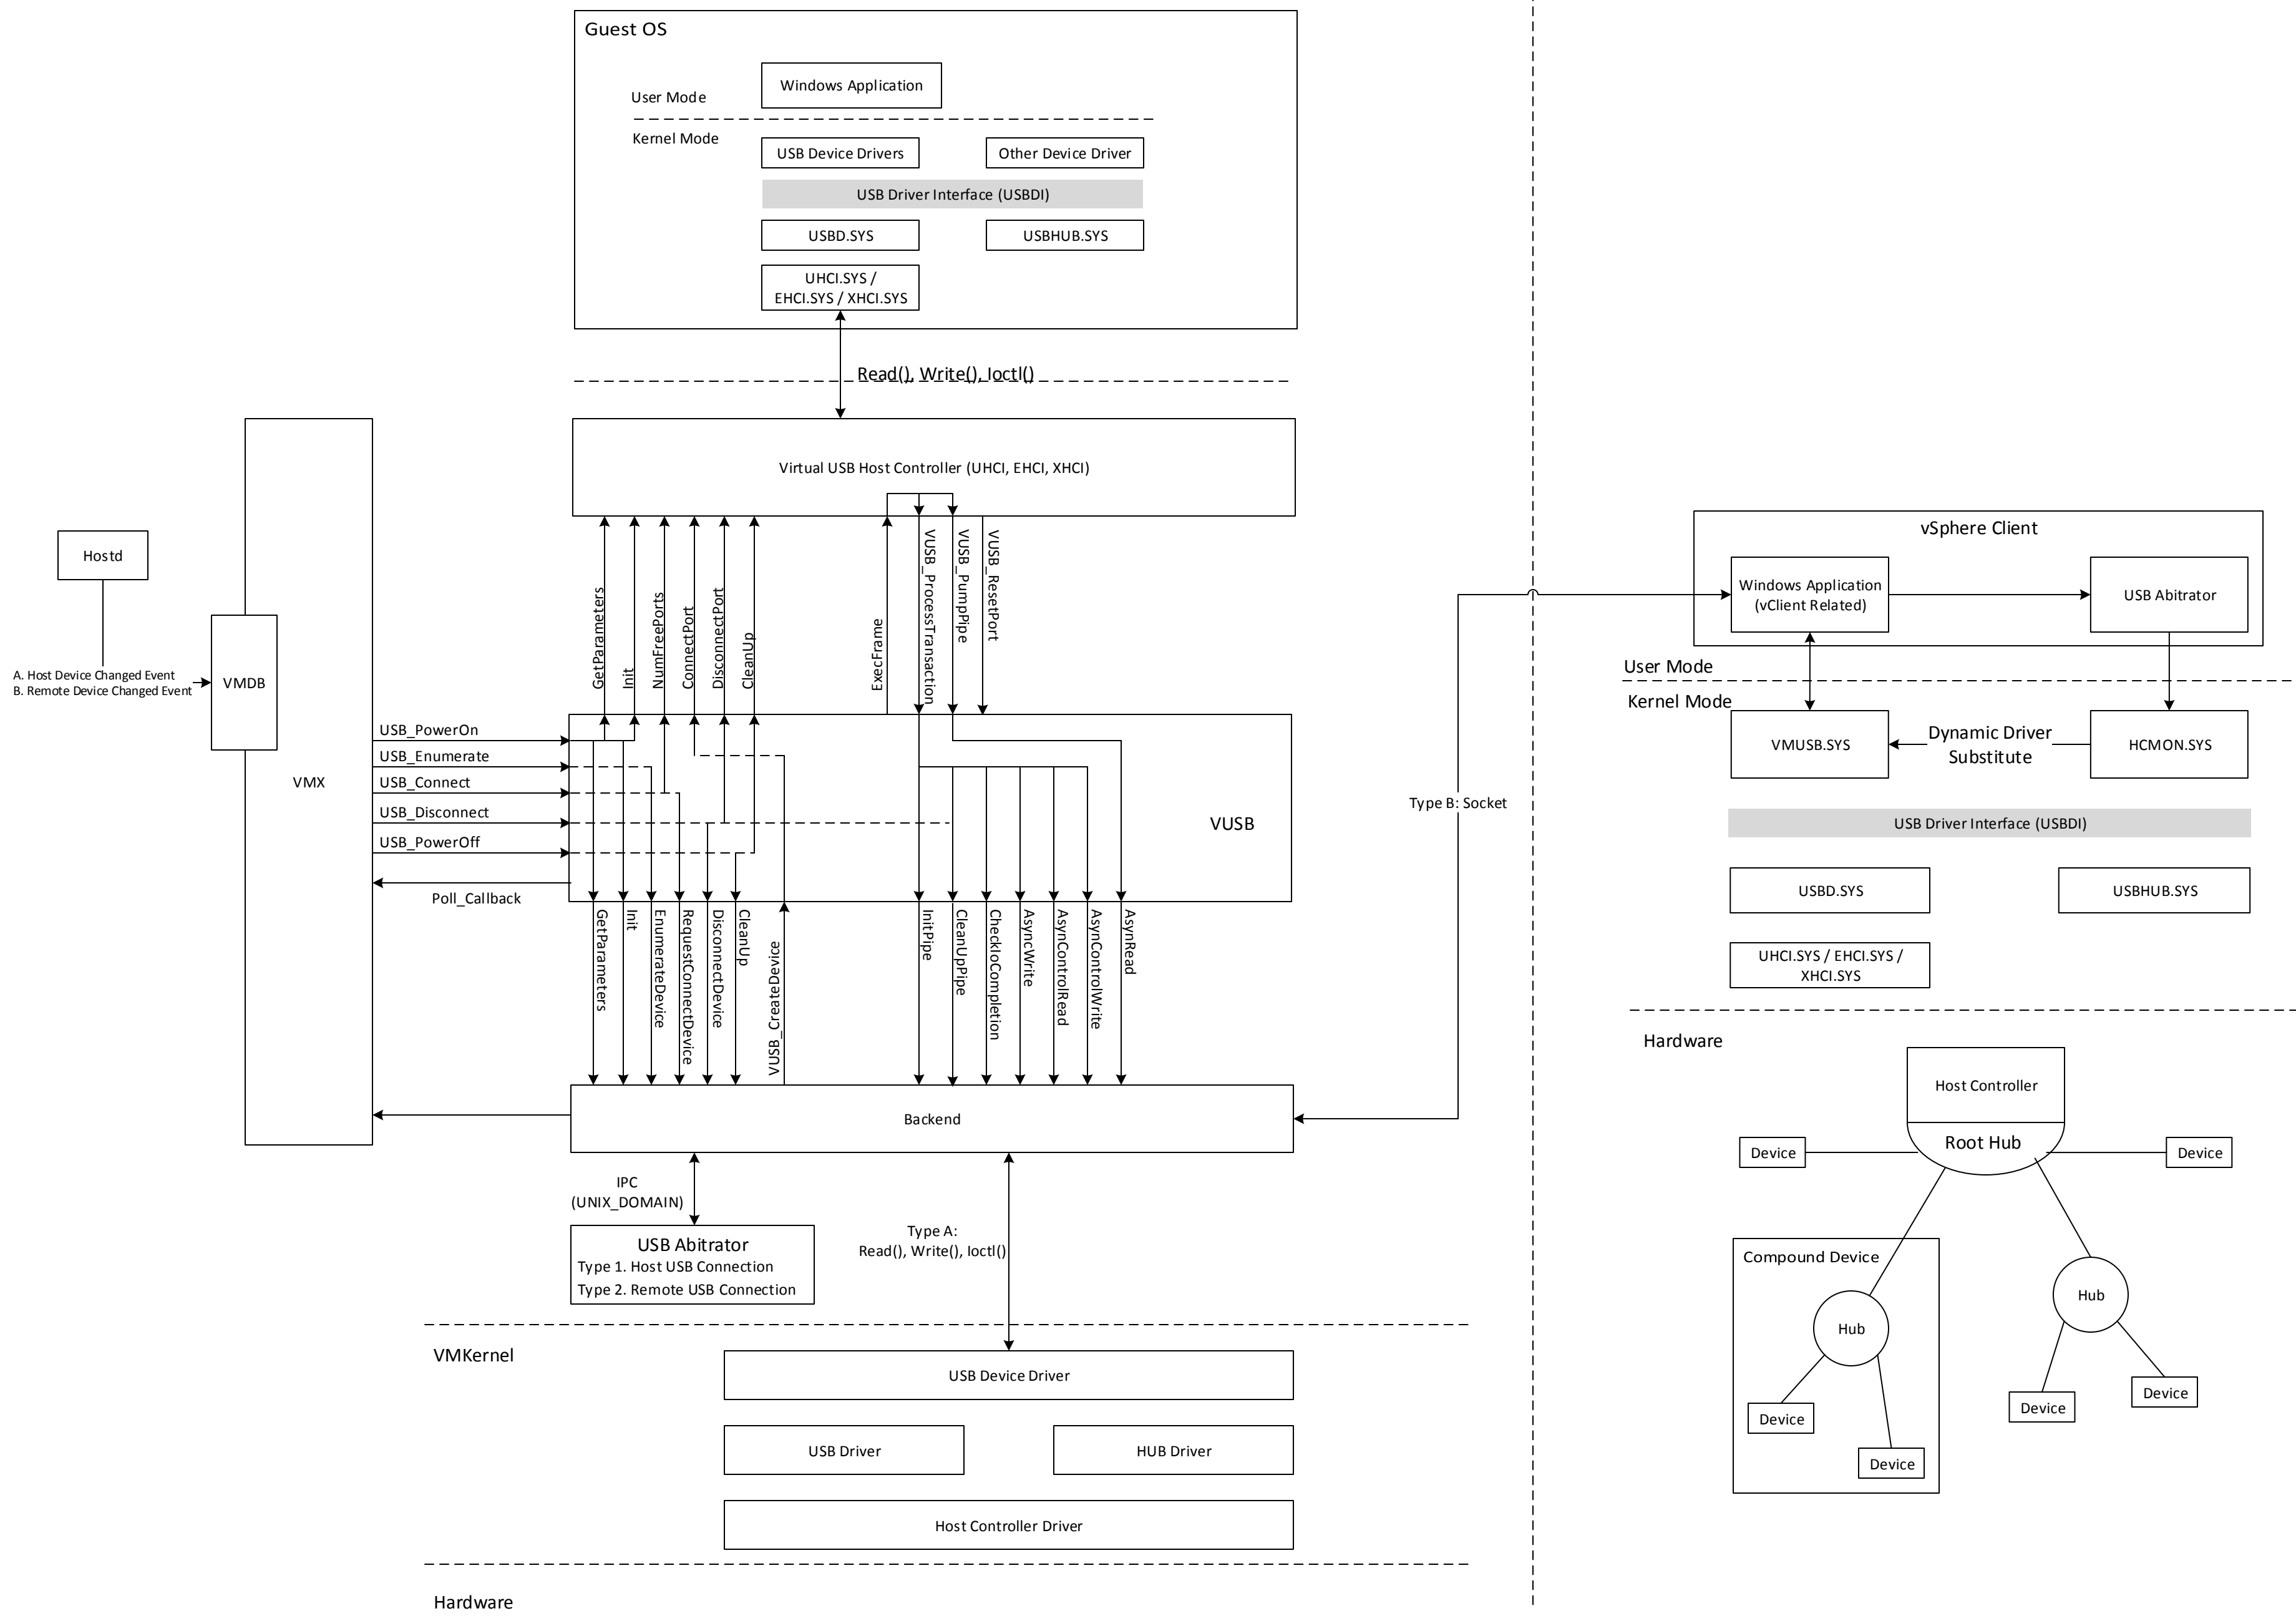 Guest OS
Windows Application
User Mode
Kernel Mode
USB Device Drivers
Other Device Driver
USB Driver Interface (USBDI)
USBD.SYS
USBHUB.SYS
UHCI.SYS /
EHCI.SYS / XHCI.SYS
Read(), Write(), Ioctl()
Virtual USB Host Controller (UHCI, EHCI, XHCI)
Hostd
A. Host Device Changed Event
B. Remote Device Changed Event
VMDB
VMX
GetParameters
Init
NumFreePorts
ConnectPort
DisconnectPort
CleanUp
ExecFrame
VUSB_ProcessTransaction
VUSB_PumpPipe
VUSB_ResetPort
USB_PowerOn
USB_Enumerate
USB_Connect
USB_Disconnect
USB_PowerOff
Poll_Callback
VUSB
GetParameters
Init
EnumerateDevice
RequestConnectDevice
DisconnectDevice
CleanUp
VUSB_CreateDevice
InitPipe
CleanUpPipe
CheckIoCompletion
AsyncWrite
AsynControlRead
AsynControlWrite
AsynRead
Backend
IPC
(UNIX_DOMAIN)
USB Abitrator
Type 1. Host USB Connection
Type 2. Remote USB Connection
Type A:
Read(), Write(), Ioctl()
VMKernel
USB Device Driver
USB Driver
HUB Driver
Host Controller Driver
Hardware
Type B: Socket
vSphere Client
Windows Application
(vClient Related)
USB Abitrator
User Mode
Kernel Mode
VMUSB.SYS
Dynamic Driver
Substitute
HCMON.SYS
USB Driver Interface (USBDI)
USBD.SYS
USBHUB.SYS
UHCI.SYS / EHCI.SYS /
XHCI.SYS
Hardware
Host Controller
Root Hub
Device
Device
Compound Device
Hub
Hub
Device
Device
Device
Device